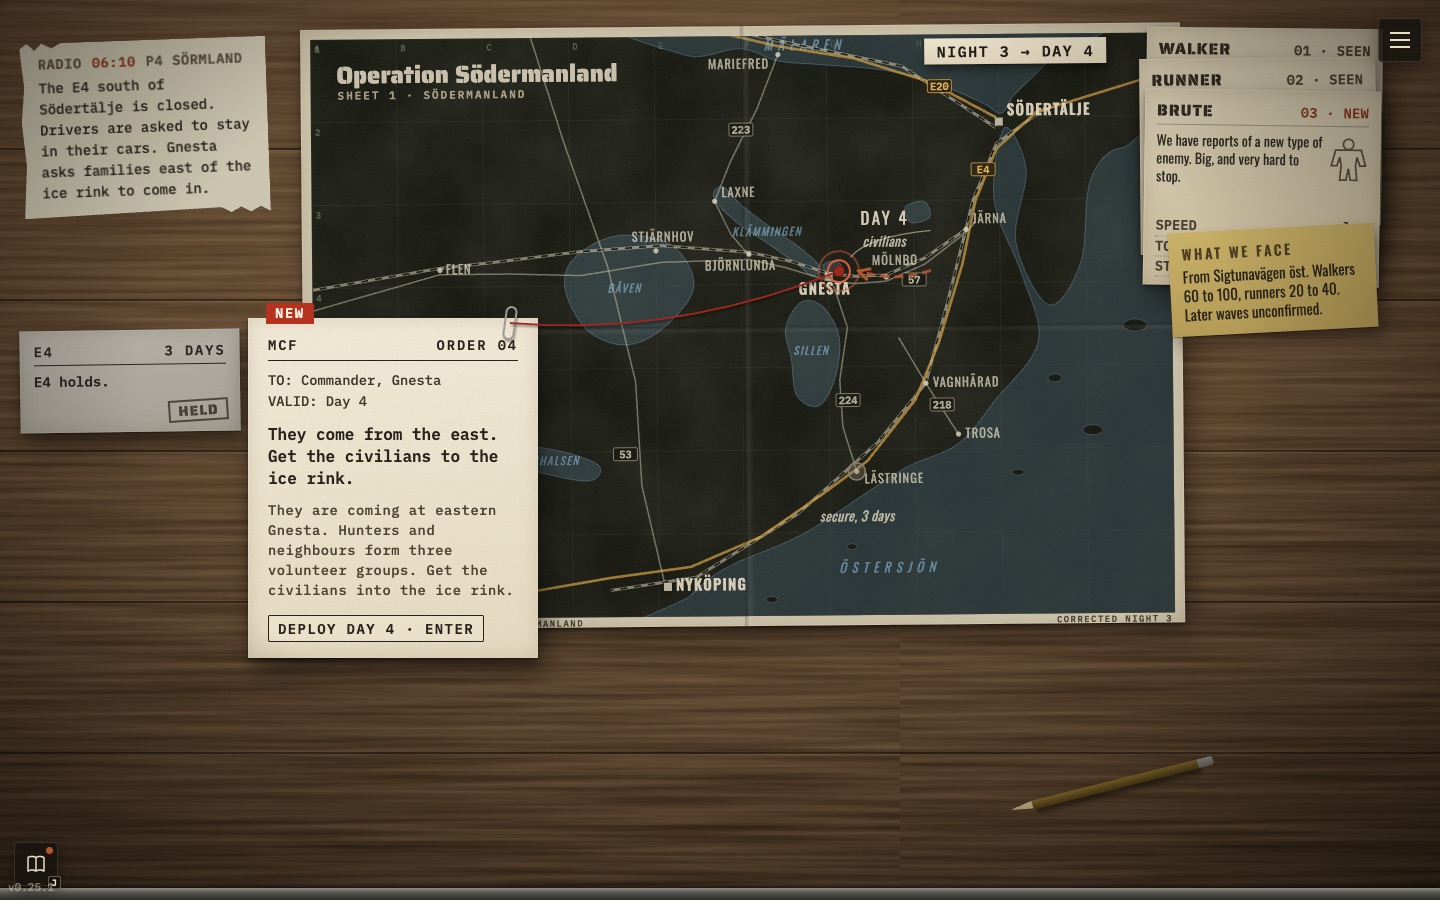 RADIO 06:10 P4 SÖRMLAND
The E4 south of
Södertälje is closed.
Drivers are asked to stay
in their cars. Gnesta
asks families east of the
ice rink to come in.
E4 3 DAYS
E4 holds.
HELD
Operation Södermanland
SHEET 1 · SÖDERMANLAND
B
C
D
E
F
H
2
3
4
MÄLAREN
NIGHT 3 → DAY 4
MARIEFRED
E20
SÖDERTÄLJE
223
E4
LAXNE
DAY 4
JÄRNA
KLÄMMINGEN
STJÄRNHOV
civilians
MÖLNBO
BJÖRNLUNDA
FLEN
57
BÅVEN
GNESTA
SILLEN
VAGNHÄRAD
224
218
TROSA
53
HALSEN
LÄSTRINGE
secure, 3 days
ÖSTERSJÖN
NYKÖPING
MANLAND
CORRECTED NIGHT 3
NEW
MCF ORDER 04
TO: Commander, Gnesta
VALID: Day 4
They come from the east.
Get the civilians to the
ice rink.
They are coming at eastern
Gnesta. Hunters and
neighbours form three
volunteer groups. Get the
civilians into the ice rink.
DEPLOY DAY 4 · ENTER
WALKER 01 · SEEN
RUNNER 02 · SEEN
BRUTE 03 · NEW
We have reports of a new type of
enemy. Big, and very hard to
stop.
SPEED
WHAT WE FACE
From Sigtunavägen öst. Walkers
60 to 100, runners 20 to 40.
Later waves unconfirmed.
J